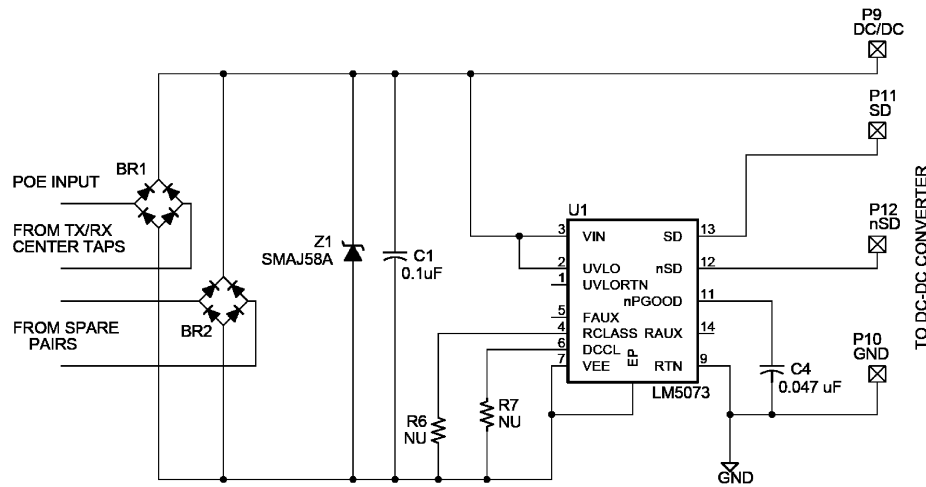 P9
DC/DC
P11
SD
BR1
POE INPUT
FROM TX/RX
CENTER TAPS
BR2
FROM SPARE
PAIRS
Z1
SMAJ58A
C1
0.1uF
U1
3 VIN SD 13
2 UVLO nSD 12
1 UVLORTN
nPGOOD 11
5 FAUX
4 RCLASS RAUX 14
6 DCCL
7 VEE EP RTN 9
LM5073
P12
nSD
P10
GND
C4
0.047 uF
R6
NU
R7
NU
GND
TO DC-DC CONVERTER